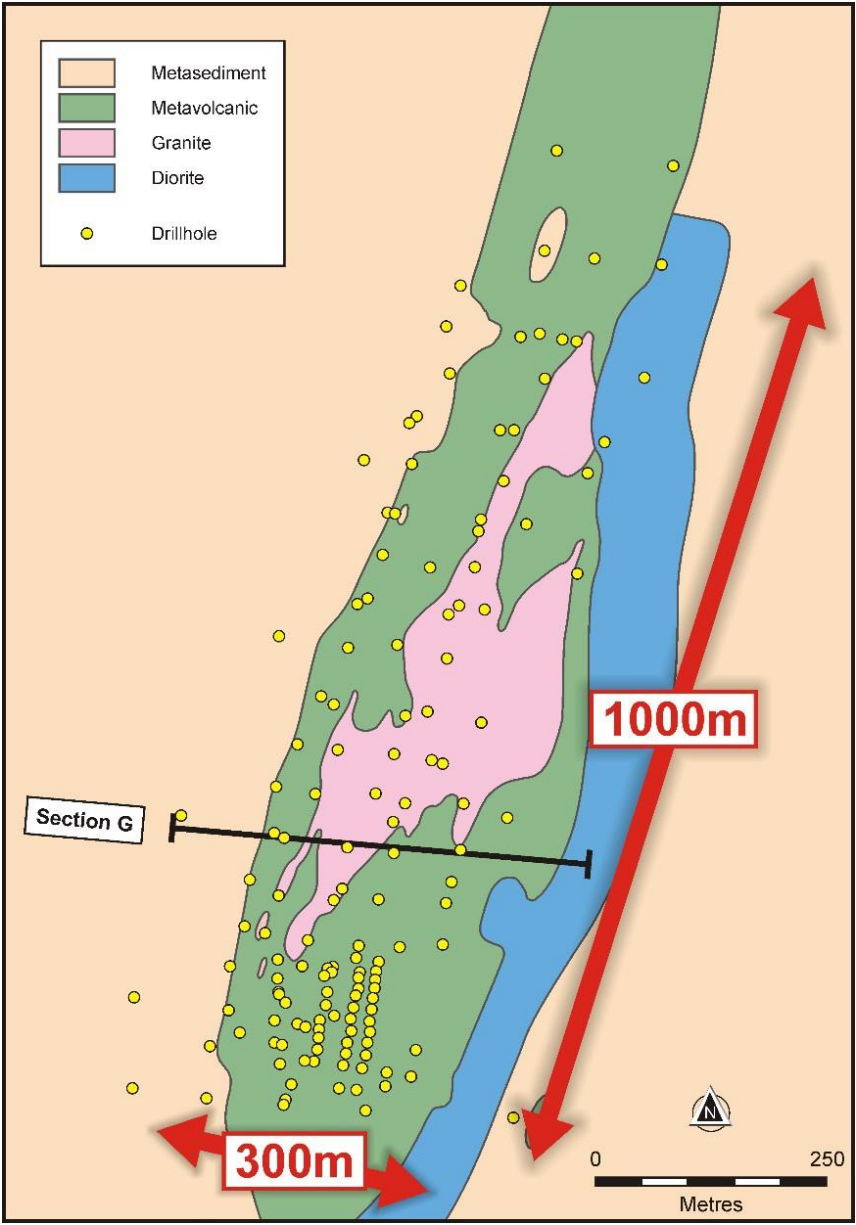 Metasediment
Metavolcanic
Granite
Diorite
Drillhole
1000m
Section G
N
300m
0 250
Metres